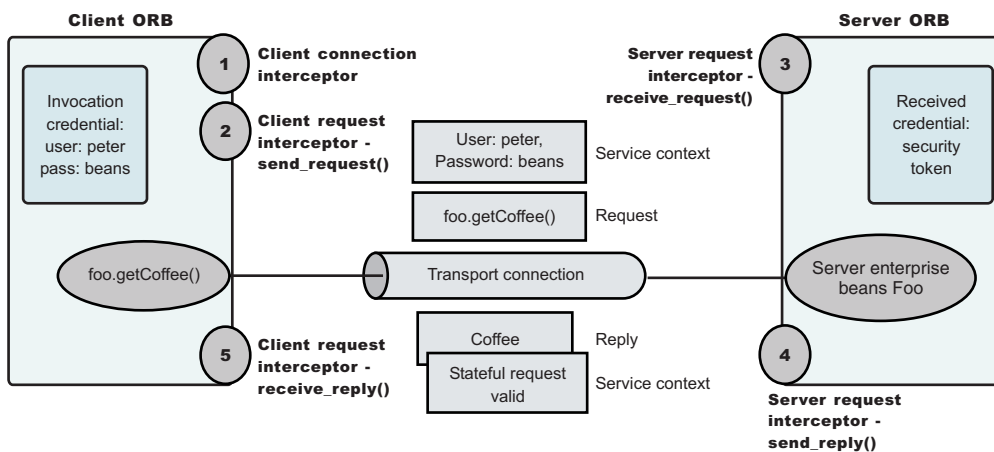 Client ORB
Server ORB
1
Client connection
interceptor
Invocation
credential:
user: peter
pass: beans
2
Client request
interceptor -
send_request()
User: peter,
Password: beans
Service context
Server request
interceptor -
receive_request()
3
Received
credential:
security
token
foo.getCoffee()
Request
foo.getCoffee()
Transport connection
Server enterprise
beans Foo
5
Client request
interceptor -
receive_reply()
Coffee
Reply
Stateful request
valid
Service context
4
Server request
interceptor -
send_reply()